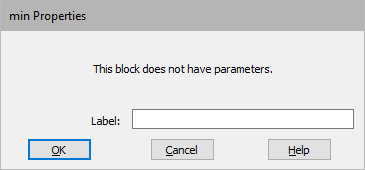 min Properties
This block does not have parameters.
Label:
OK Cancel Help